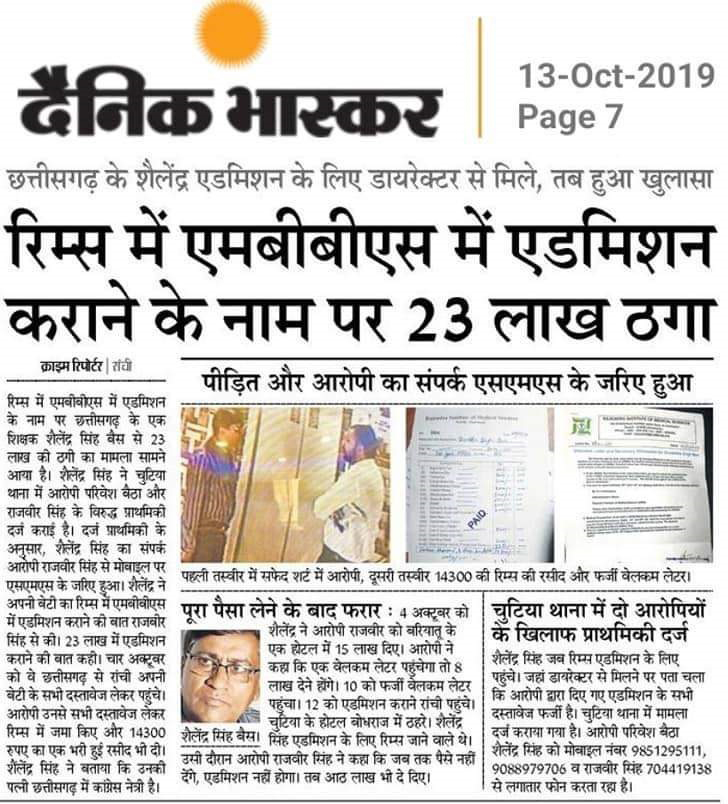 दैनिक भास्कर
13-Oct-2019
Page 7
छत्तीसगढ़ के शैलेंद्र एडमिशन के लिए डायरेक्टर से मिले, तब हुआ खुलासा
रिम्स में एमबीबीएस में एडमिशन
कराने के नाम पर 23 लाख ठगा
क्राइम रिपोर्टर | रांची
रिम्स में एमबीबीएस में एडमिशन
के नाम पर छत्तीसगढ़ के एक
शिक्षक शैलेंद्र सिंह बैस से 23
लाख की ठगी का मामला सामने
आया है। शैलेंद्र सिंह ने चुटिया
थाना में आरोपी परिवेश बैठा और
राजवीर सिंह के विरुद्ध प्राथमिकी
दर्ज कराई है। दर्ज प्राथमिकी के
अनुसार, शैलेंद्र सिंह का संपर्क
आरोपी राजवीर सिंह से मोबाइल पर
एसएमएस के जरिए हुआ। शैलेंद्र ने
अपनी बेटी का रिम्स में एमबीबीएस
में एडमिशन कराने की बात राजबीर
सिंह से की। 23 लाख में एडमिशन
कराने की बात कही। चार अक्टूबर
को वे छत्तीसगढ़ से रांची अपनी
बेटी के सभी दस्तावेज लेकर पहुंचे।
आरोपी उनसे सभी दस्तावेज लेकर
रिम्स में जमा किए और 14300
रुपए का एक भरी हुई रसीद भी दी।
शैलेंद्र सिंह ने बताया कि उनकी
पत्नी छत्तीसगढ़ में कांग्रेस नेत्री है।
पीड़ित और आरोपी का संपर्क एसएमएस के जरिए हुआ
PAID
पहली तस्वीर में सफेद शर्ट में आरोपी, दूसरी तस्वीर 14300 की रिम्स की रसीद और फर्जी वेलकम लेटर।
पूरा पैसा लेने के बाद फरार : 4 अक्टूबर को
शैलेंद्र ने आरोपी राजवीर को बरियातू के
एक होटल में 15 लाख दिए। आरोपी ने
कहा कि एक वेलकम लेटर पहुंचेगा तो 8
लाख देने होंगे। 10 को फर्जी वेलकम लेटर
पहुंचा। 12 को एडमिशन कराने रांची पहुंचे।
चुटिया के होटल बोधराज में ठहरे। शैलेंद्र
सिंह एडमिशन के लिए रिम्स जाने वाले थे।
शैलेंद्र सिंह बैस।
उसी दौरान आरोपी राजवीर सिंह ने कहा कि जब तक पैसे नहीं
देंगे, एडमिशन नहीं होगा। तब आठ लाख भी दे दिए।
चुटिया थाना में दो आरोपियों
के खिलाफ प्राथमिकी दर्ज
शैलेंद्र सिंह जब रिम्स एडमिशन के लिए
पहुंचे। जहां डायरेक्टर से मिलने पर पता चला
कि आरोपी द्वारा दिए गए एडमिशन के सभी
दस्तावेज फर्जी है। चुटिया थाना में मामला
दर्ज कराया गया है। आरोपी परिवेश बैठा
शैलेंद्र सिंह को मोबाइल नंबर 9851295111,
9088979706 व राजवीर सिंह 704419138
से लगातार फोन करता रहा है।